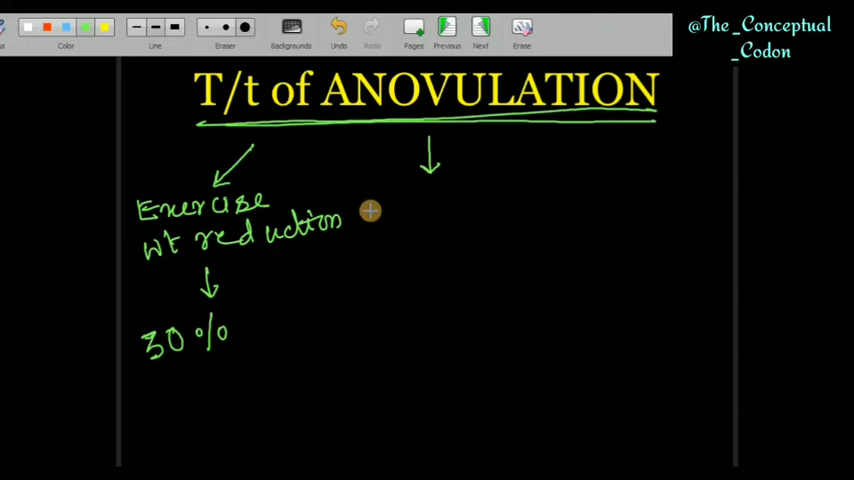 @The_Conceptual
_Codon
Color
Line
Eraser
Backgrounds
Undo
Redo
Pages
Previous
Next
Erase
T/t of ANOVULATION
Exercise
wt reduction
30%